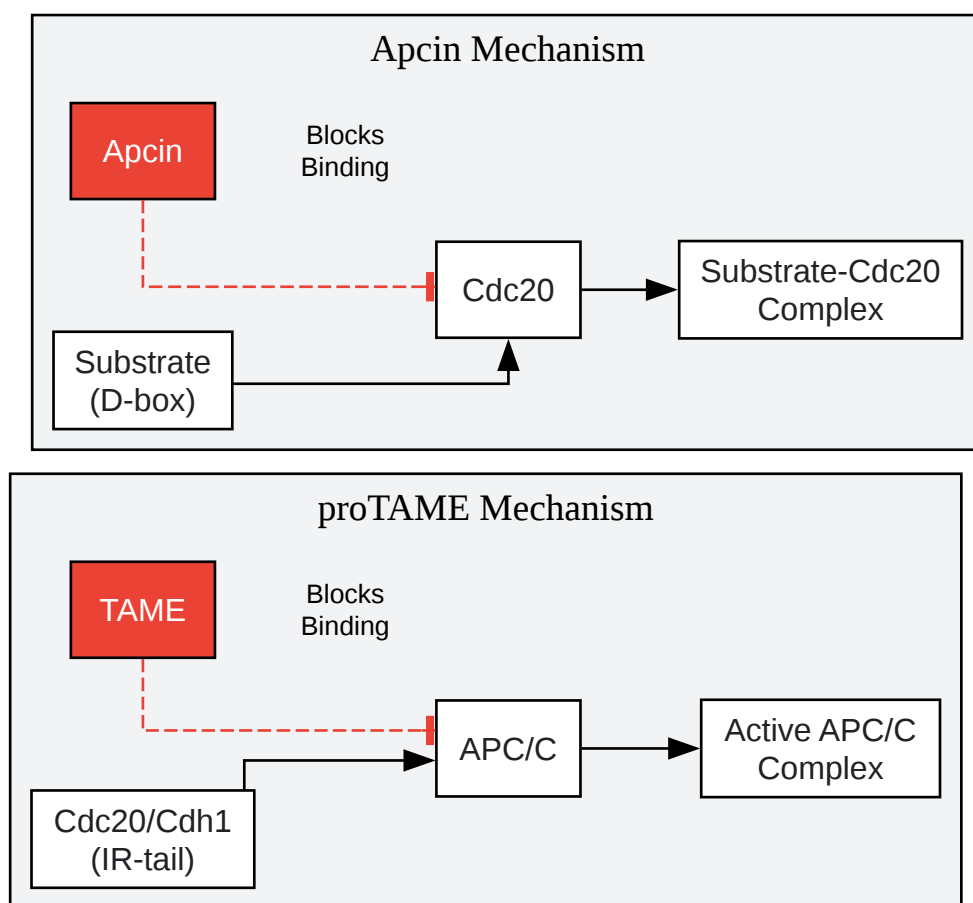 Apcin Mechanism
Apcin
Blocks
Binding
Cdc20
Substrate-Cdc20
Complex
Substrate
(D-box)
proTAME Mechanism
TAME
Blocks
Binding
APC/C
Active APC/C
Complex
Cdc20/Cdh1
(IR-tail)